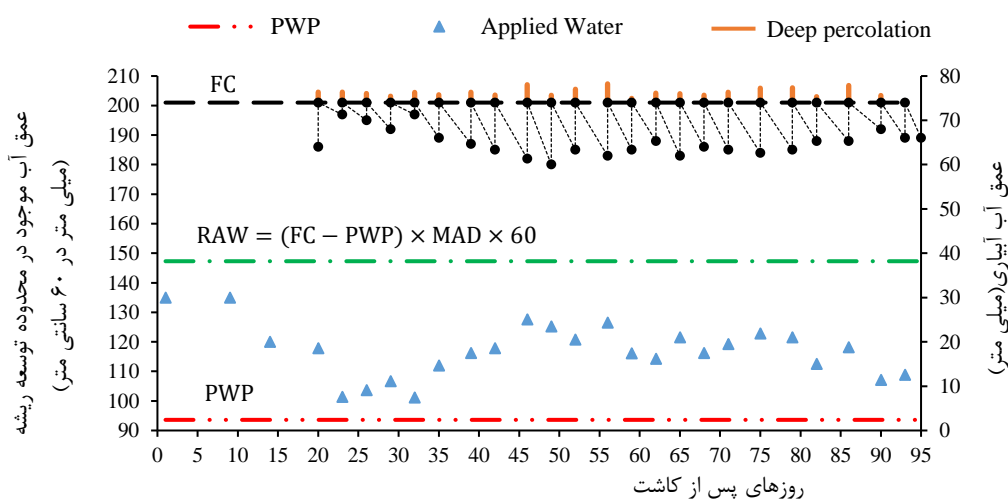 PWP Applied Water Deep percolation
عمق آب موجود در محدوده توسعه ریشه
(میلی متر در ۶۰ سانتی متر)
210
200
190
180
170
160
150
140
130
120
110
100
90
FC
RAW = (FC − PWP) × MAD × 60
PWP
80
70
60
50
40
30
20
10
0
عمق آب آبیاری(میلی متر)
0 5 10 15 20 25 30 35 40 45 50 55 60 65 70 75 80 85 90 95
روزهای پس از کاشت